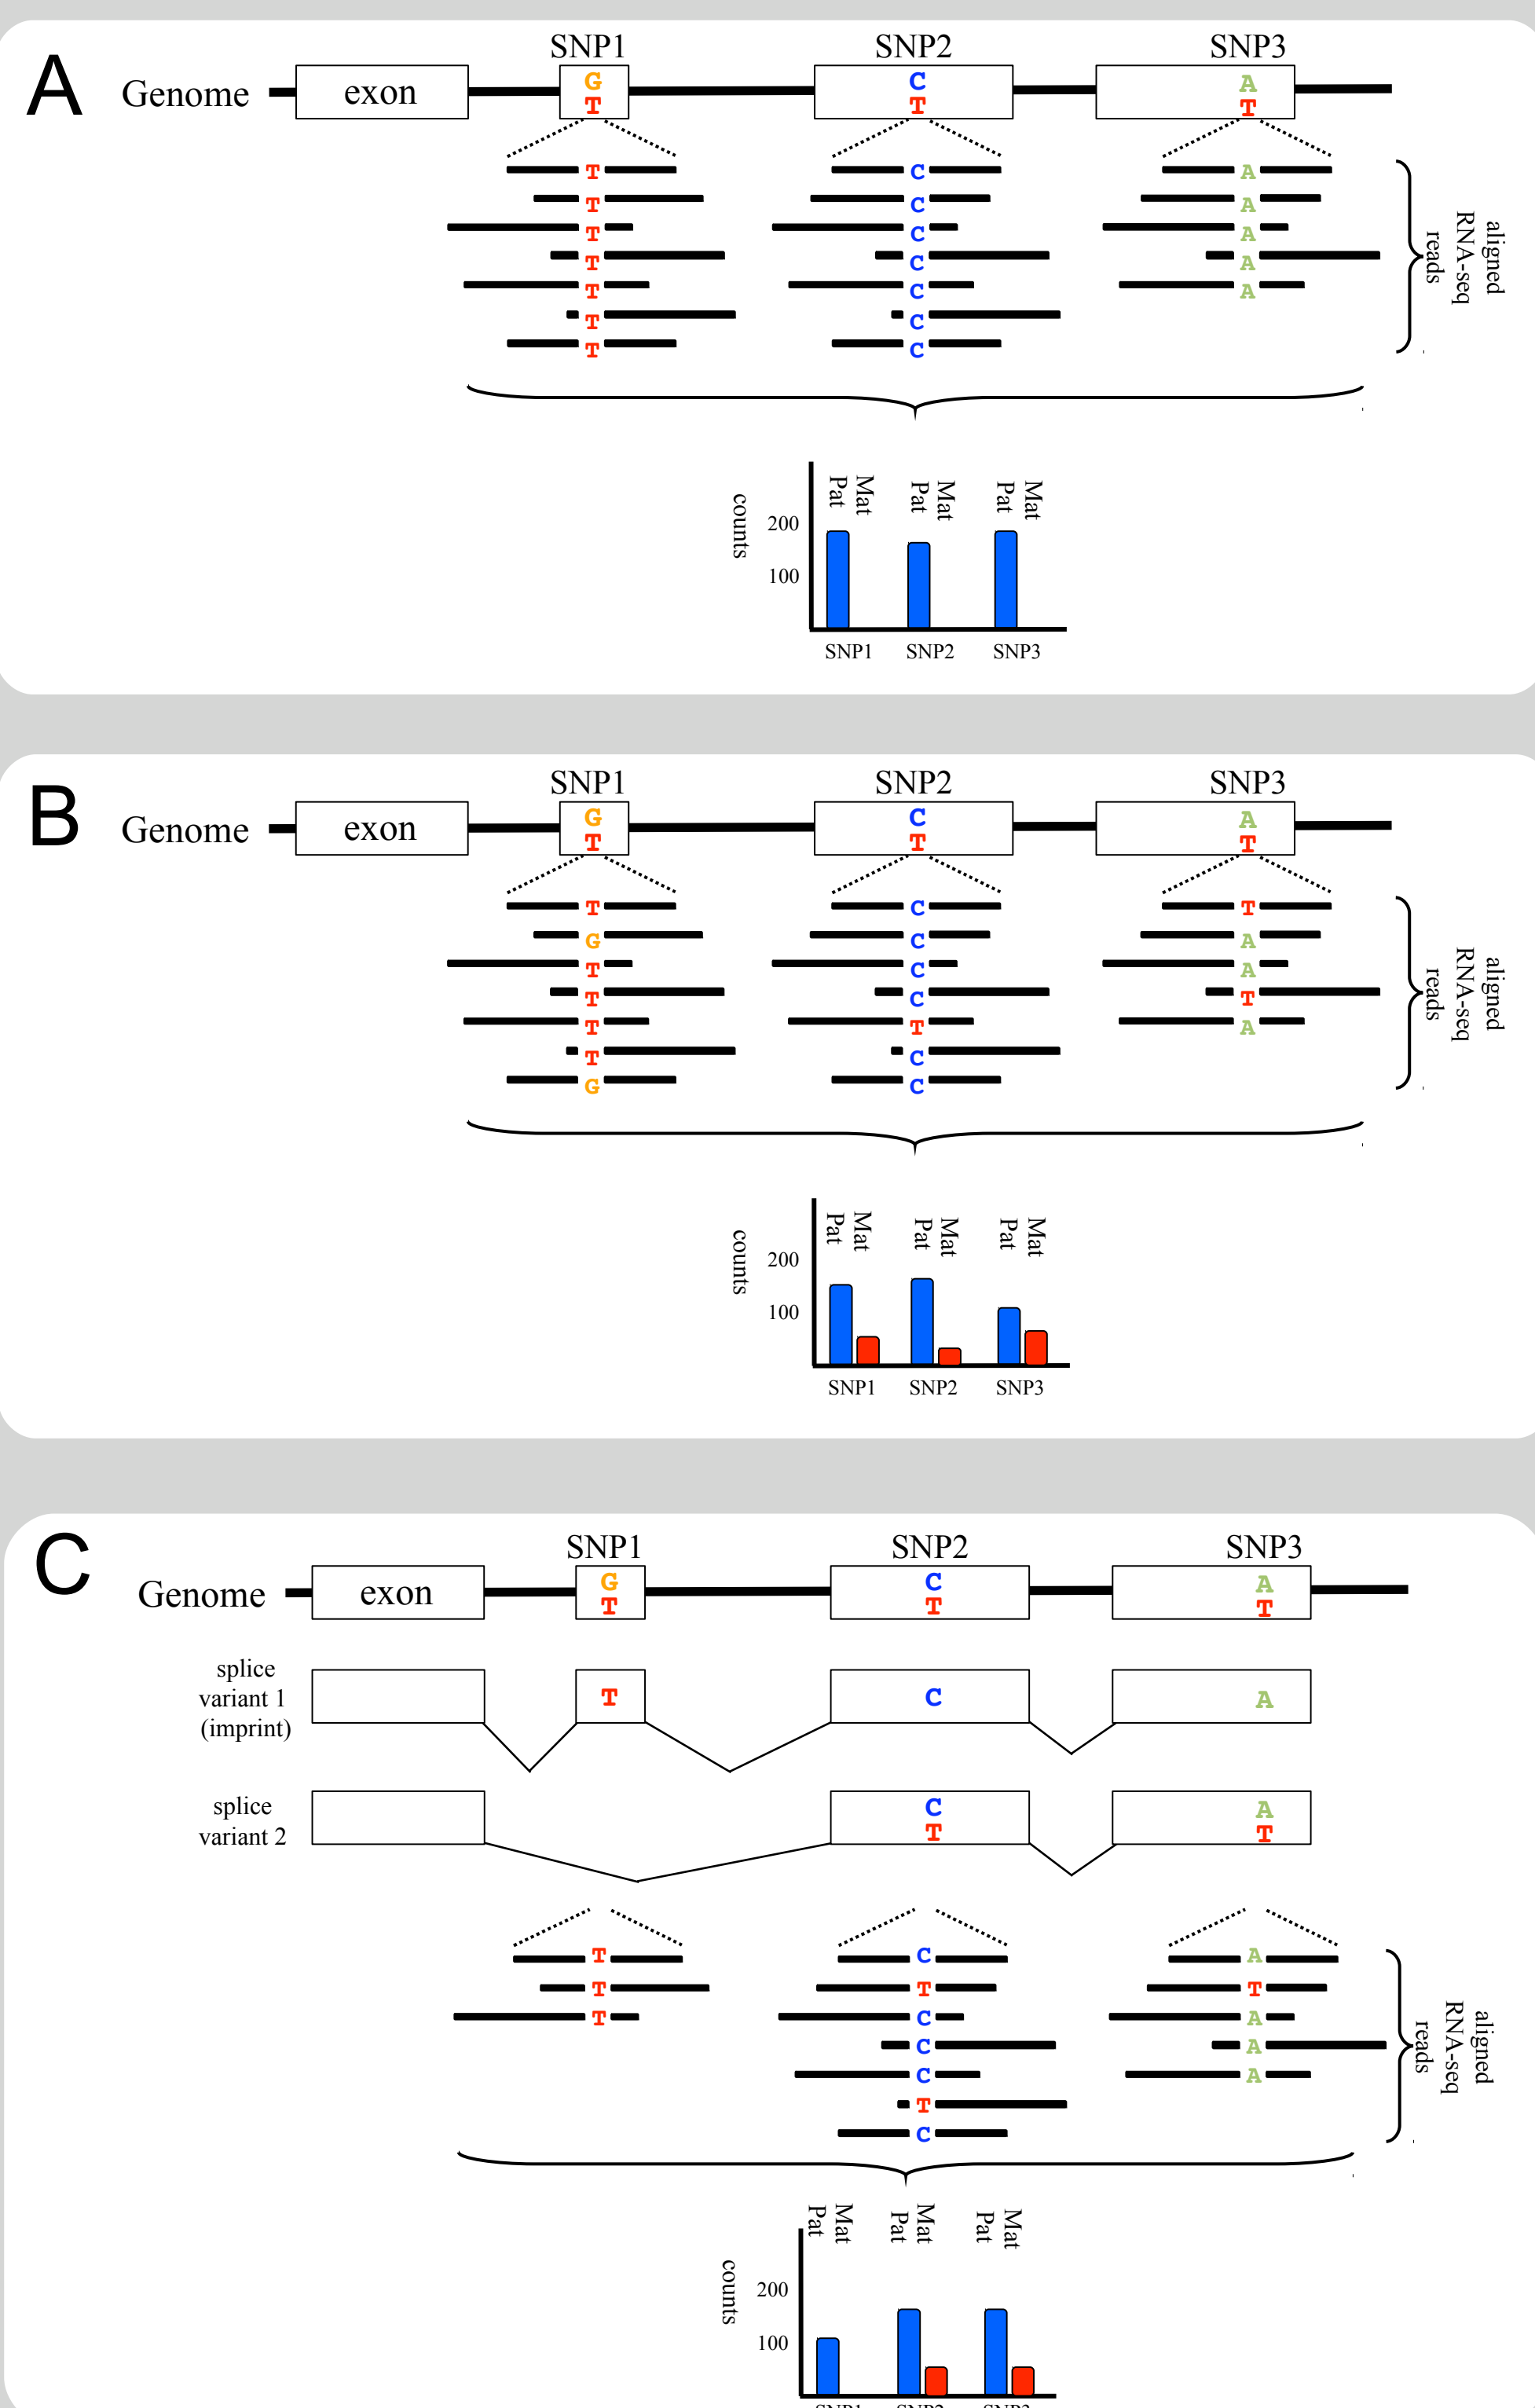 A
SNP1 SNP2 SNP3
Genome exon G C A
T T T
T C A
T C A
T C A
T C A
T C A
T C
T C
aligned
RNA-seq
reads
counts
200
100
Pat Mat Pat Mat Pat Mat
SNP1 SNP2 SNP3
B
SNP1 SNP2 SNP3
Genome exon G C A
T T T
T C T
G C A
T C A
T C T
T T A
T C
G C
aligned
RNA-seq
reads
counts
200
100
Pat Mat Pat Mat Pat Mat
SNP1 SNP2 SNP3
C
SNP1 SNP2 SNP3
Genome exon G C A
T T T
splice
variant 1
(imprint)
T C A
splice
variant 2
C A
T T
T C A
T T T
T C A
C A
C A
T
C
aligned
RNA-seq
reads
counts
200
100
Pat Mat Pat Mat Pat Mat